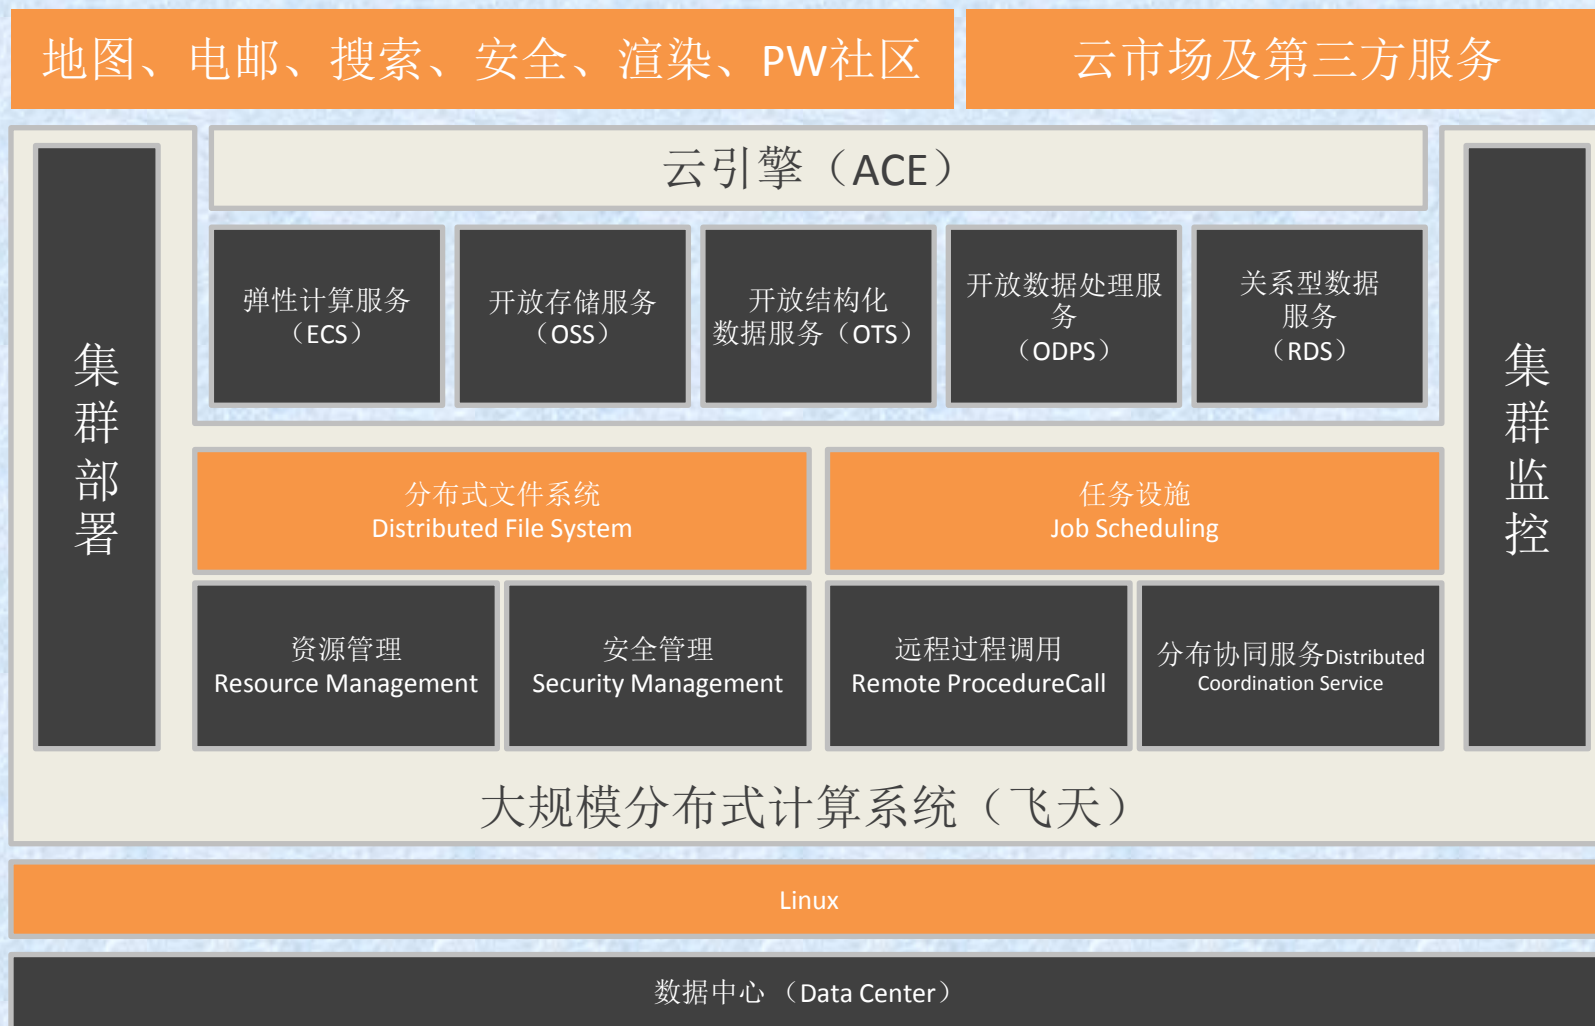 地图、电邮、搜索、安全、渲染、PW社区
云市场及第三方服务
集群部署
云引擎（ACE）
弹性计算服务
（ECS）
开放存储服务
（OSS）
开放结构化
数据服务（OTS）
开放数据处理服
务
（ODPS）
关系型数据
服务
（RDS）
集群监控
分布式文件系统
Distributed File System
任务设施
Job Scheduling
资源管理
Resource Management
安全管理
Security Management
远程过程调用
Remote ProcedureCall
分布协同服务Distributed
Coordination Service
大规模分布式计算系统（飞天）
Linux
数据中心 （Data Center）